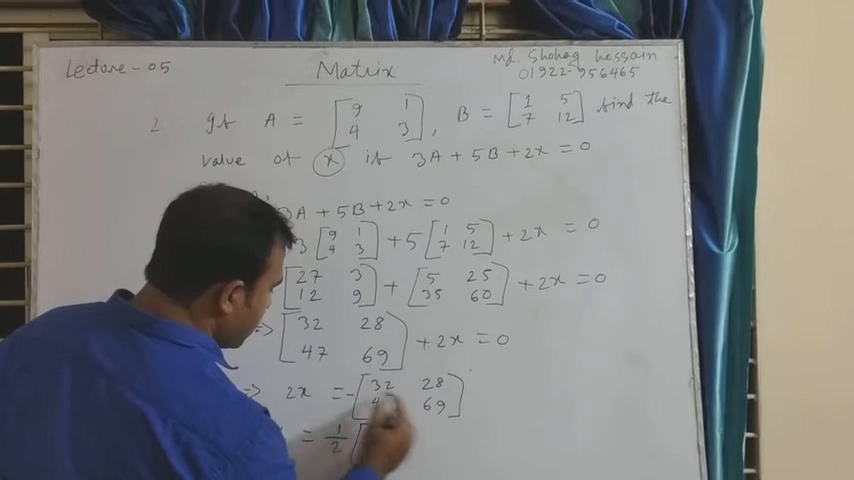 Lecture-05
Matrix
Md. Shohag Hossain
01922-956465
2 If A = [9 1 4 3], B = [1 5 7 12] find the
value of x if 3A + 5B + 2x = 0
3A + 5B + 2x = 0
3 [9 1 4 3] + 5 [1 5 7 12] + 2x = 0
[27 3 12 9] + [5 25 35 60] + 2x = 0
⇒ [32 28 47 69] + 2x = 0
⇒ 2x = -[32 28 69]
= 1/2 [